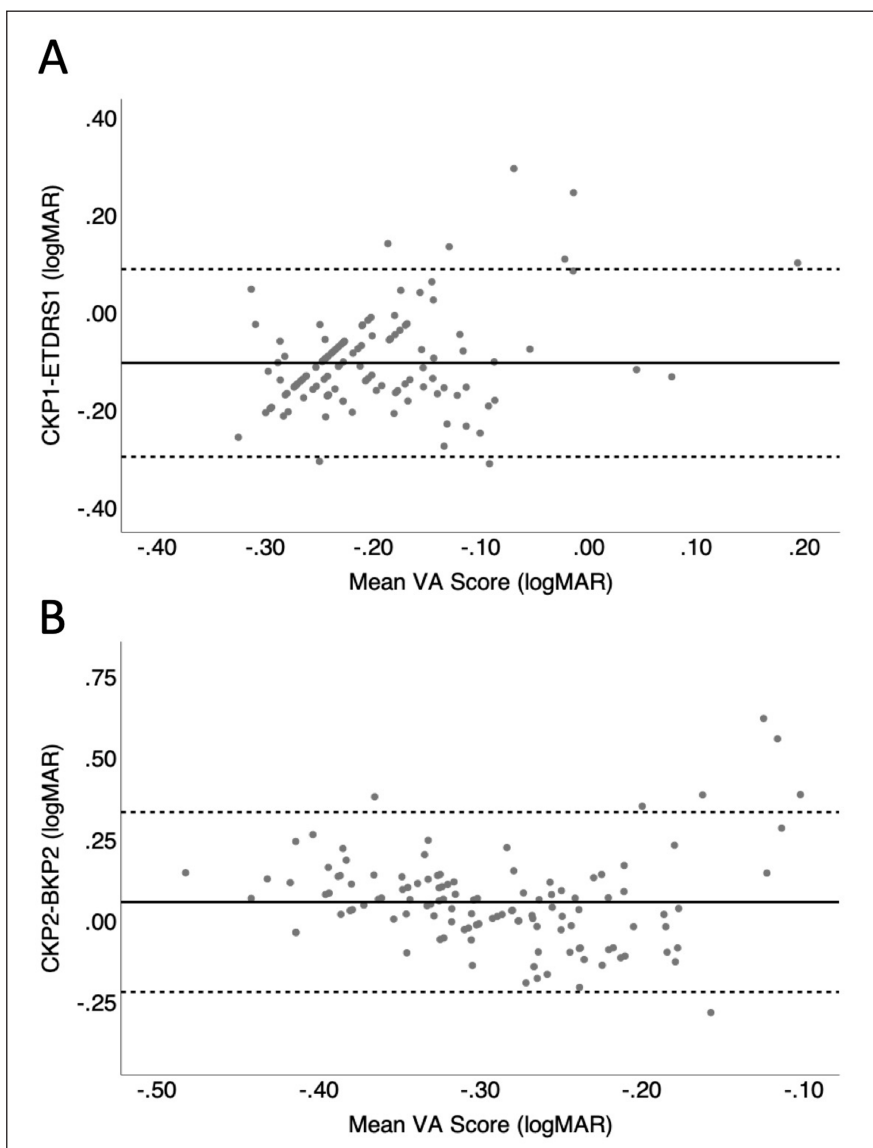 A
.40
.20
.00
-.20
-.40
CKP1-ETDRS1 (logMAR)
-.40 -.30 -.20 -.10 .00 .10 .20
Mean VA Score (logMAR)
B
.75
.50
.25
.00
-.25
CKP2-BKP2 (logMAR)
-.50 -.40 -.30 -.20 -.10
Mean VA Score (logMAR)